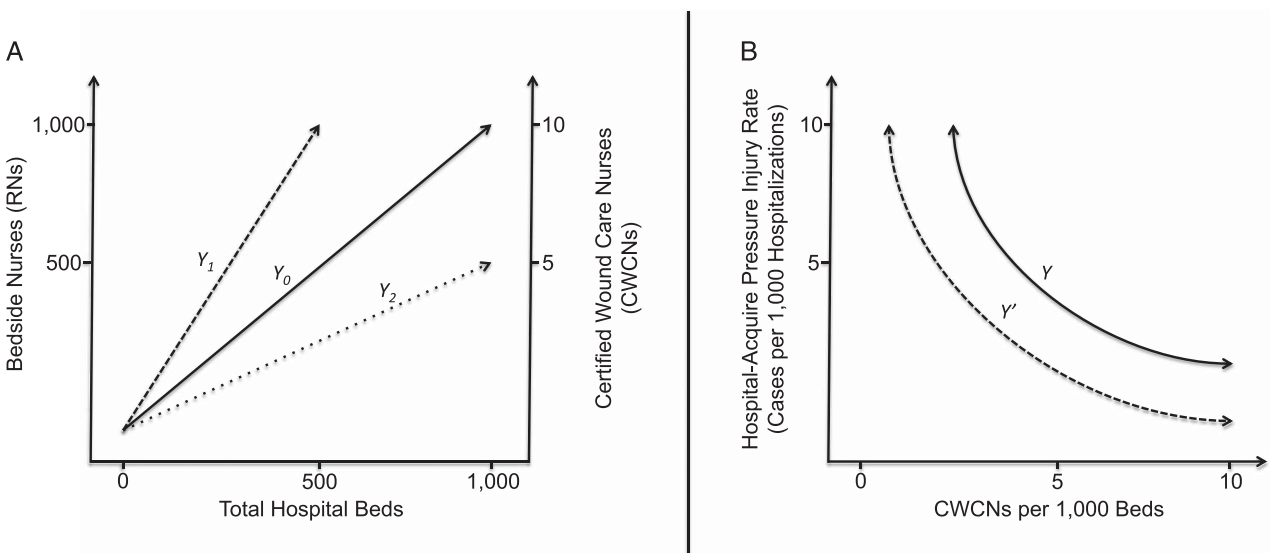 A
1,000
500
Bedside Nurses (RNs)
Y1
Y0
Y2
10
5
Certified Wound Care Nurses
(CWCNs)
0
500
1,000
Total Hospital Beds
B
Hospital-Acquire Pressure Injury Rate
(Cases per 1,000 Hospitalizations)
10
5
Y
Y’
0
5
10
CWCNs per 1,000 Beds